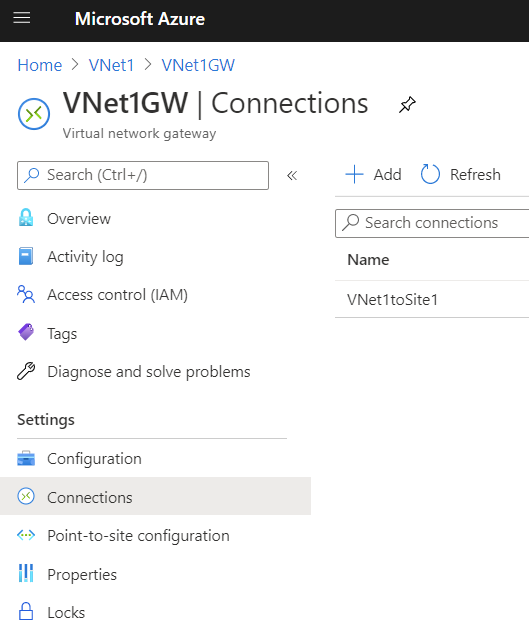 Microsoft Azure
Home > VNet1 > VNet1GW
VNet1GW | Connections
Virtual network gateway
Search (Ctrl+/)
«
Overview
Activity log
Access control (IAM)
Tags
Diagnose and solve problems
Settings
Configuration
Connections
Point-to-site configuration
Properties
Locks
Add
Refresh
Search connections
Name
VNet1toSite1